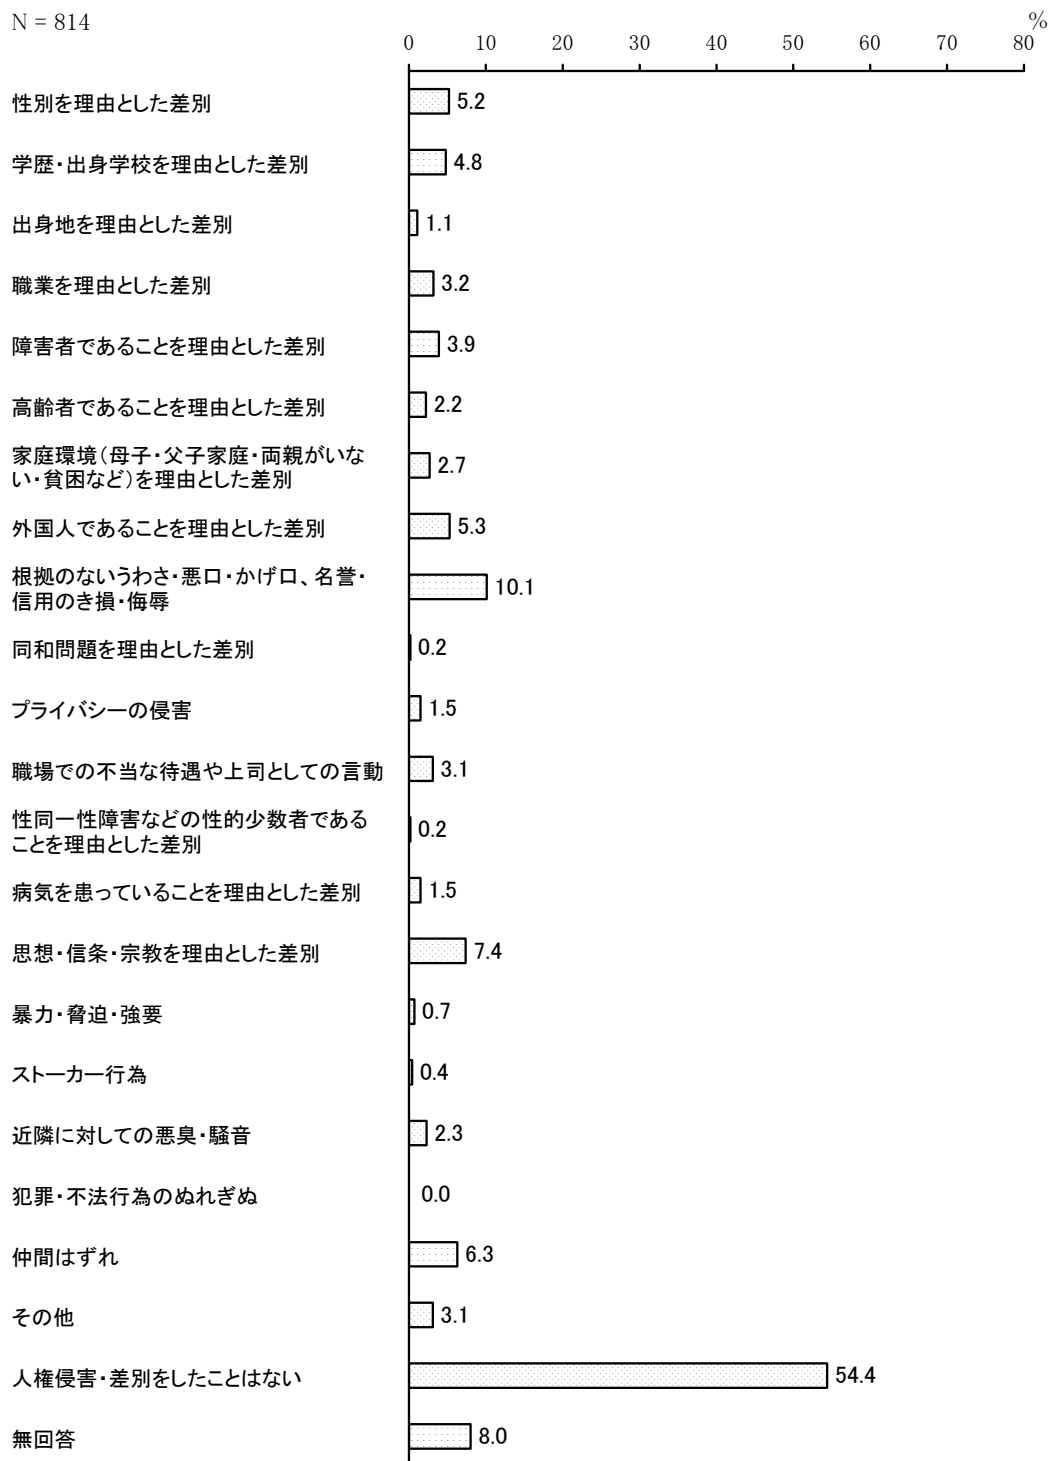 N = 814
%
0 10 20 30 40 50 60 70 80
性別を理由とした差別 5.2
学歴・出身学校を理由とした差別 4.8
出身地を理由とした差別 1.1
職業を理由とした差別 3.2
障害者であることを理由とした差別 3.9
高齢者であることを理由とした差別 2.2
家庭環境(母子・父子家庭・両親がいな
い・貧困など)を理由とした差別 2.7
外国人であることを理由とした差別 5.3
根拠のないうわさ・悪口・かげ口、名誉・
信用のき損・侮辱 10.1
同和問題を理由とした差別 0.2
プライバシーの侵害 1.5
職場での不当な待遇や上司としての言動 3.1
性同一性障害などの性的少数者である
ことを理由とした差別 0.2
病気を患っていることを理由とした差別 1.5
思想・信条・宗教を理由とした差別 7.4
暴力・脅迫・強要 0.7
ストーカー行為 0.4
近隣に対しての悪臭・騒音 2.3
犯罪・不法行為のぬれぎぬ 0.0
仲間はずれ 6.3
その他 3.1
人権侵害・差別をしたことはない 54.4
無回答 8.0